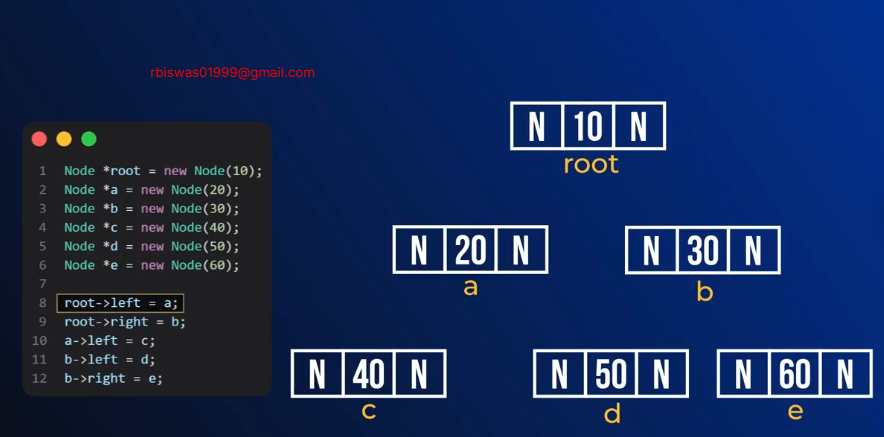 rbiswas01999@gmail.com
1 Node *root = new Node(10);
2 Node *a = new Node(20);
3 Node *b = new Node(30);
4 Node *c = new Node(40);
5 Node *d = new Node(50);
6 Node *e = new Node(60);
7
8 root->left = a;
9 root->right = b;
10 a->left = c;
11 b->left = d;
12 b->right = e;
N 10 N
root
N 20 N N 30 N
a b
N 40 N N 50 N N 60 N
c d e